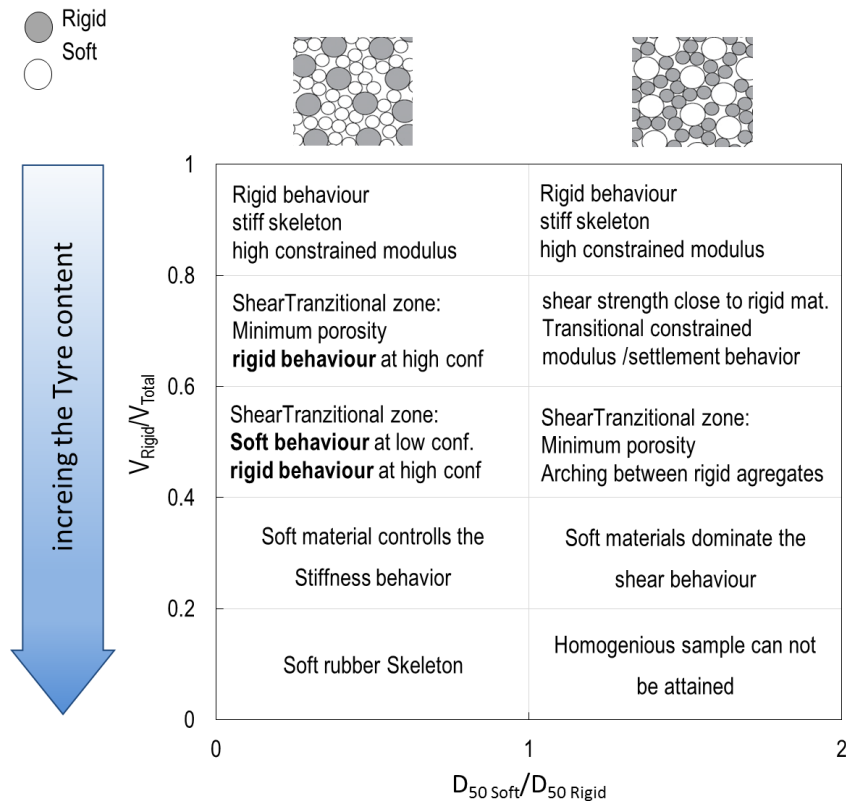 Rigid
Soft
increing the Tyre content
V_Rigid/V_Total
1
0.8
0.6
0.4
0.2
0
Rigid behaviour
stiff skeleton
high constrained modulus
Rigid behaviour
stiff skeleton
high constrained modulus
ShearTranzitional zone:
Minimum porosity
rigid behaviour at high conf
shear strength close to rigid mat.
Transitional constrained
modulus /settlement behavior
ShearTranzitional zone:
Soft behaviour at low conf.
rigid behaviour at high conf
ShearTranzitional zone:
Minimum porosity
Arching between rigid agregates
Soft material controlls the
Stiffness behavior
Soft materials dominate the
shear behaviour
Soft rubber Skeleton
Homogenious sample can not
be attained
0
1
2
D_50 Soft/D_50 Rigid